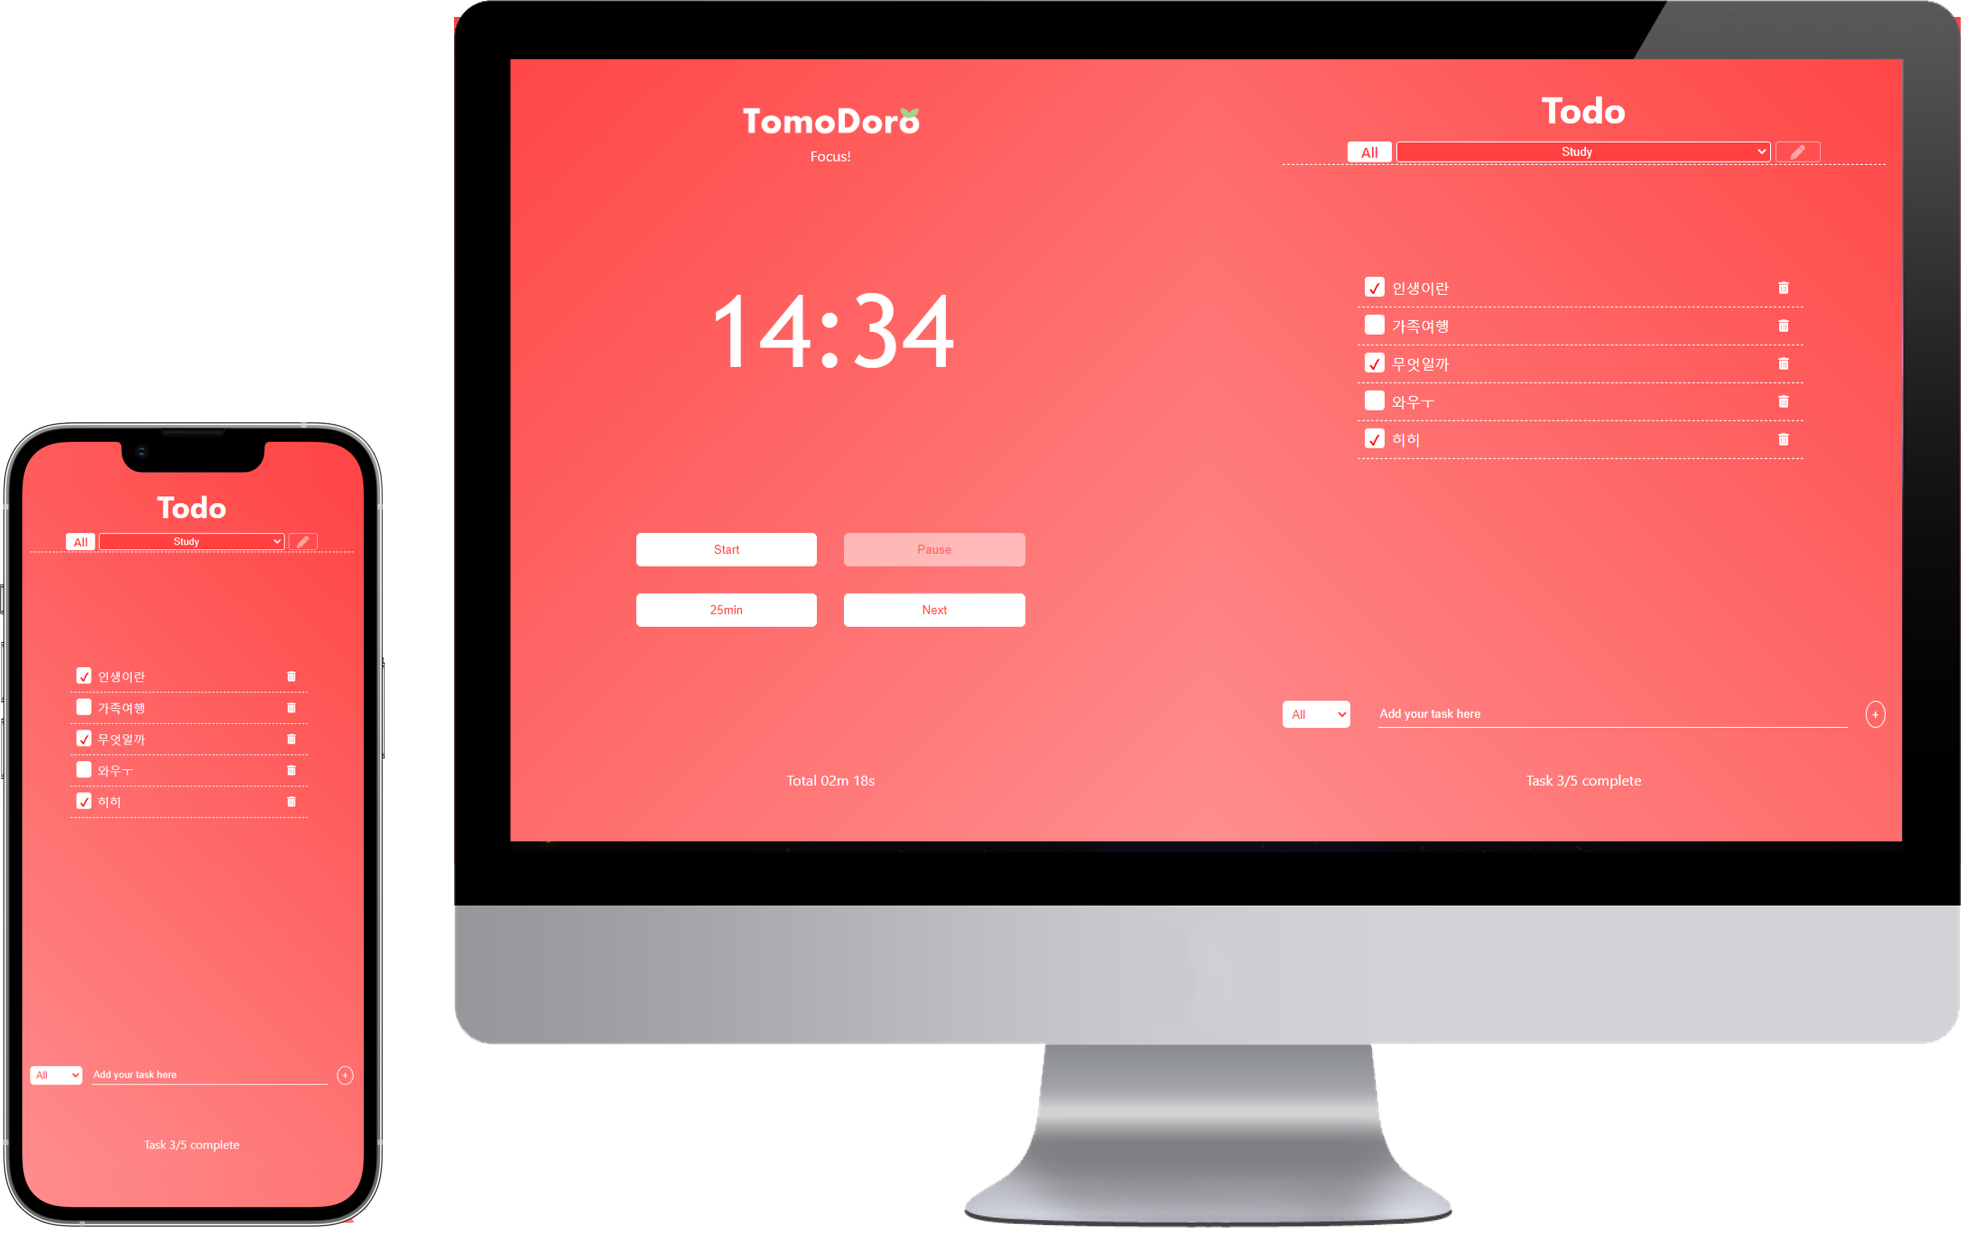 Todo
All Study
인생이란
가족여행
무엇일까
와우ㅜ
히히
All Add your task here +
Task 3/5 complete
TomoDoro
Focus!
14:34
Start Pause
25min Next
Total 02m 18s
Todo
All Study
인생이란
가족여행
무엇일까
와우ㅜ
히히
All Add your task here +
Task 3/5 complete